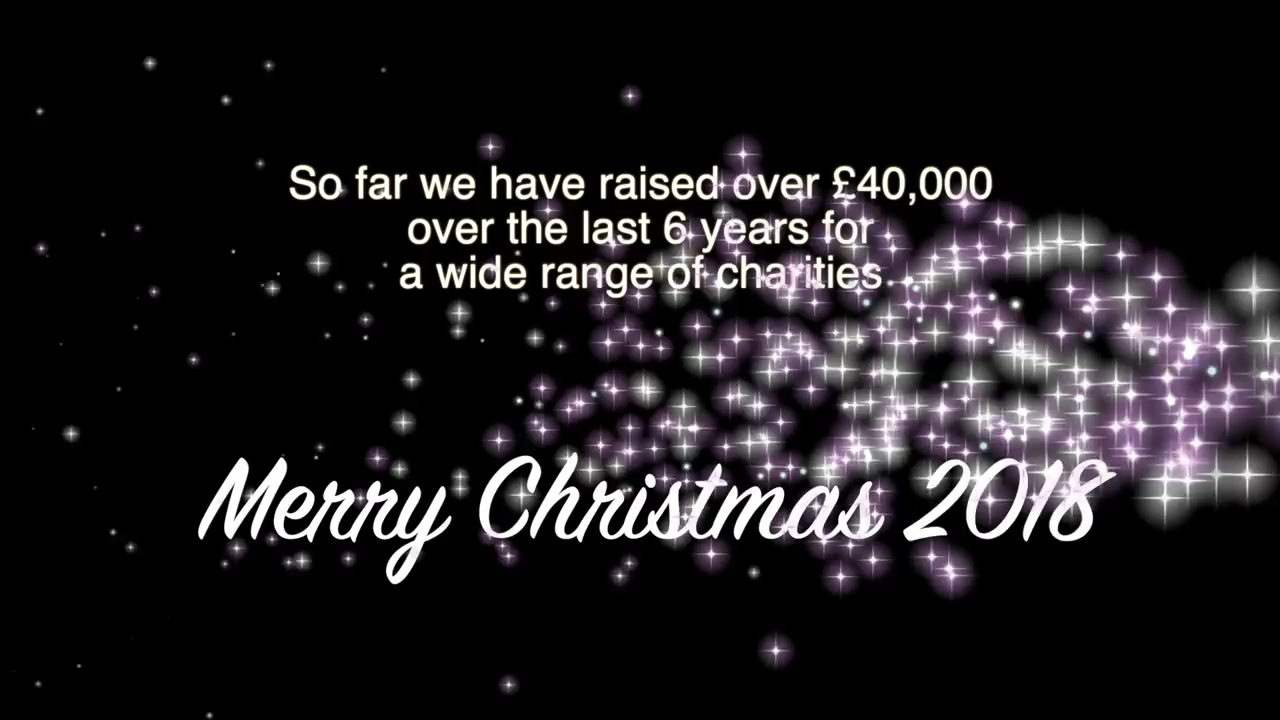 So far we have raised over £40,000
over the last 6 years for
a wide range of charities
Merry Christmas 2018